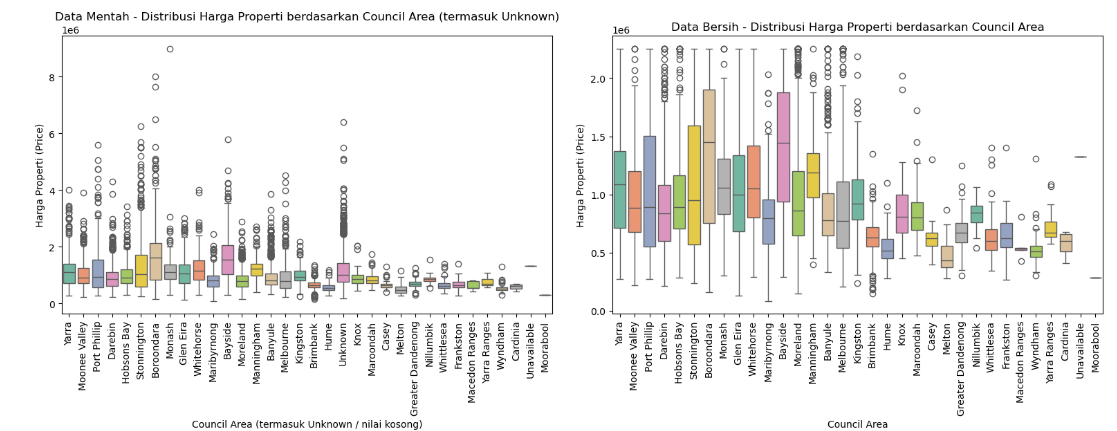 Data Mentah - Distribusi Harga Properti berdasarkan Council Area (termasuk Unknown)
1e6
Harga Properti (Price)
8
6
4
2
0
Yarra
Moonee Valley
Port Phillip
Darebin
Hobsons Bay
Stonnington
Boroondara
Monash
Glen Eira
Whitehorse
Maribyrnong
Bayside
Moreland
Manningham
Banyule
Melbourne
Kingston
Brimbank
Hume
Unknown
Knox
Maroondah
Casey
Melton
Greater Dandenong
Nillumbik
Whittlesea
Frankston
Macedon Ranges
Yarra Ranges
Wyndham
Cardinia
Unavailable
Moorabool
Council Area (termasuk Unknown / nilai kosong)
Data Bersih - Distribusi Harga Properti berdasarkan Council Area
1e6
Harga Properti (Price)
2.0
1.5
1.0
0.5
0.0
Yarra
Moonee Valley
Port Phillip
Darebin
Hobsons Bay
Stonnington
Boroondara
Monash
Glen Eira
Whitehorse
Maribyrnong
Bayside
Moreland
Manningham
Banyule
Melbourne
Kingston
Brimbank
Hume
Knox
Maroondah
Casey
Melton
Greater Dandenong
Nillumbik
Whittlesea
Frankston
Macedon Ranges
Wyndham
Yarra Ranges
Cardinia
Unavailable
Moorabool
Council Area